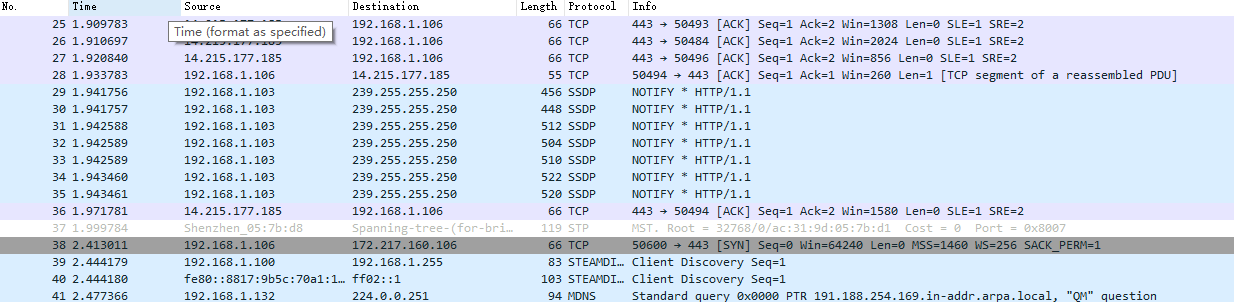 No. Time Source Destination Length Protocol Info
25 1.909783 14.215.177.185 192.168.1.106 66 TCP 443 → 50493 [ACK] Seq=1 Ack=2 Win=1308 Len=0 SLE=1 SRE=2
Time (format as specified)
26 1.910697 14.215.177.185 192.168.1.106 66 TCP 443 → 50484 [ACK] Seq=1 Ack=2 Win=2024 Len=0 SLE=1 SRE=2
27 1.920840 14.215.177.185 192.168.1.106 66 TCP 443 → 50496 [ACK] Seq=1 Ack=2 Win=856 Len=0 SLE=1 SRE=2
28 1.933783 192.168.1.106 14.215.177.185 55 TCP 50494 → 443 [ACK] Seq=1 Ack=1 Win=260 Len=1 [TCP segment of a reassembled PDU]
29 1.941756 192.168.1.103 239.255.255.250 456 SSDP NOTIFY * HTTP/1.1
30 1.941757 192.168.1.103 239.255.255.250 448 SSDP NOTIFY * HTTP/1.1
31 1.942588 192.168.1.103 239.255.255.250 512 SSDP NOTIFY * HTTP/1.1
32 1.942589 192.168.1.103 239.255.255.250 504 SSDP NOTIFY * HTTP/1.1
33 1.942589 192.168.1.103 239.255.255.250 510 SSDP NOTIFY * HTTP/1.1
34 1.943460 192.168.1.103 239.255.255.250 522 SSDP NOTIFY * HTTP/1.1
35 1.943461 192.168.1.103 239.255.255.250 520 SSDP NOTIFY * HTTP/1.1
36 1.971781 14.215.177.185 192.168.1.106 66 TCP 443 → 50494 [ACK] Seq=1 Ack=2 Win=1580 Len=0 SLE=1 SRE=2
37 1.999784 Shenzhen_05:7b:d8 Spanning-tree-(for-bri… 119 STP MST. Root = 32768/0/ac:31:9d:05:7b:d1 Cost = 0 Port = 0x8007
38 2.413011 192.168.1.106 172.217.160.106 66 TCP 50600 → 443 [SYN] Seq=0 Win=64240 Len=0 MSS=1460 WS=256 SACK_PERM=1
39 2.444179 192.168.1.100 192.168.1.255 83 STEAMDI… Client Discovery Seq=1
40 2.444180 fe80::8817:9b5c:70a1:1… ff02::1 103 STEAMDI… Client Discovery Seq=1
41 2.477366 192.168.1.132 224.0.0.251 94 MDNS Standard query 0x0000 PTR 191.188.254.169.in-addr.arpa.local, "QM" question